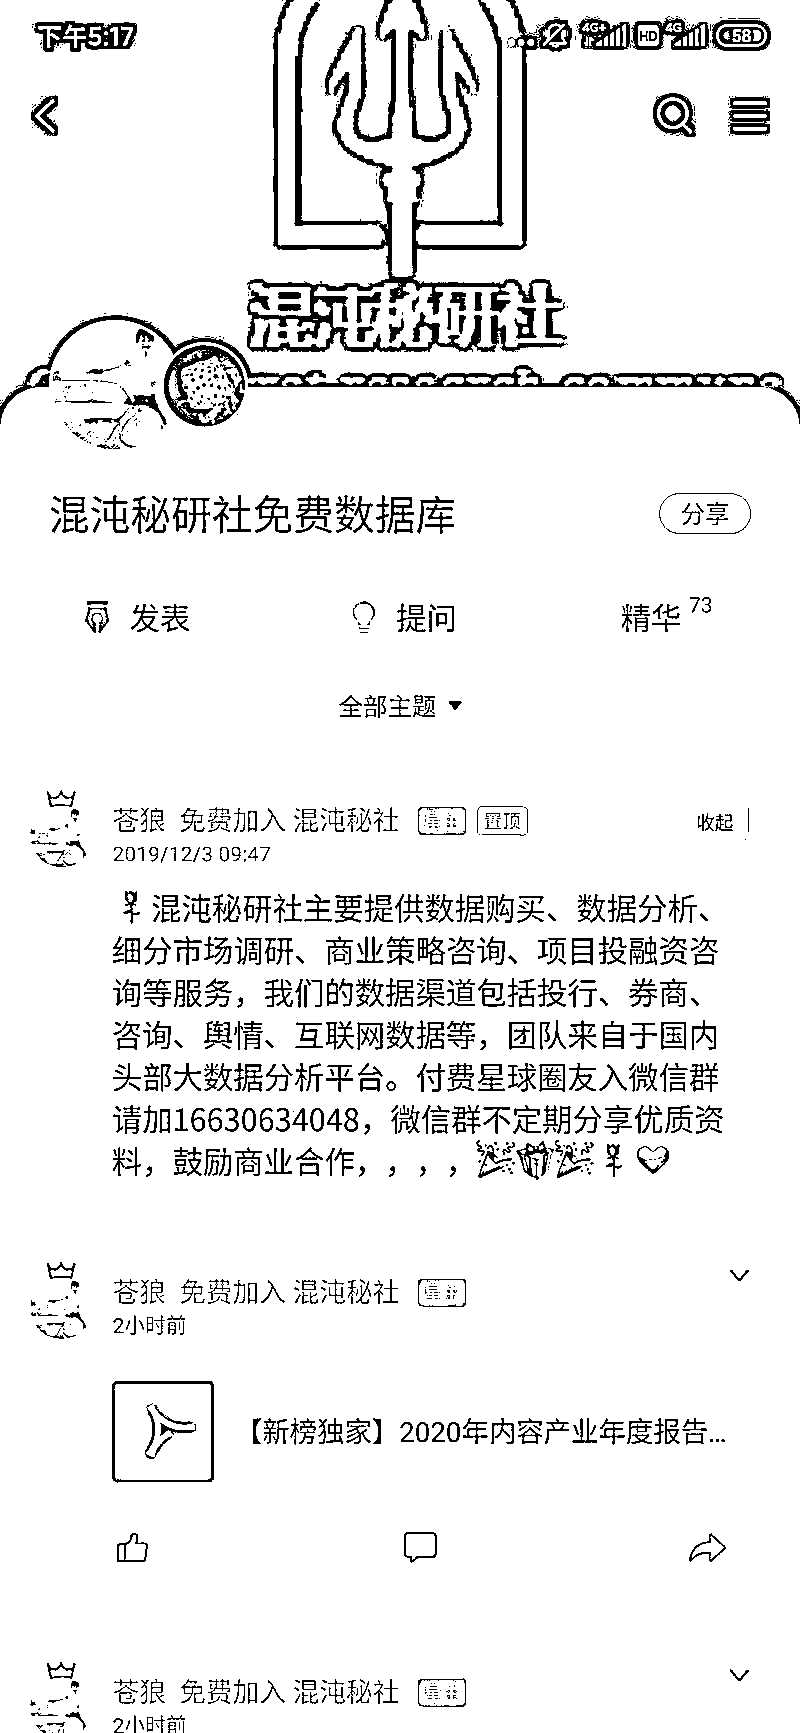 下午5:17
4G HD 4G 58
混沌秘研社
混沌秘研社免费数据库
分享
发表 提问 精华 73
全部主题
苍狼 免费加入 混沌秘社 置顶 收起
2019/12/3 09:47
混沌秘研社主要提供数据购买、数据分析、
细分市场调研、商业策略咨询、项目投融资咨
询等服务，我们的数据渠道包括投行、券商、
咨询、舆情、互联网数据等，团队来自于国内
头部大数据分析平台。付费星球圈友入微信群
请加16630634048，微信群不定期分享优质资
料，鼓励商业合作，，，，
苍狼 免费加入 混沌秘社
2小时前
【新榜独家】2020年内容产业年度报告...
苍狼 免费加入 混沌秘社
2小时前